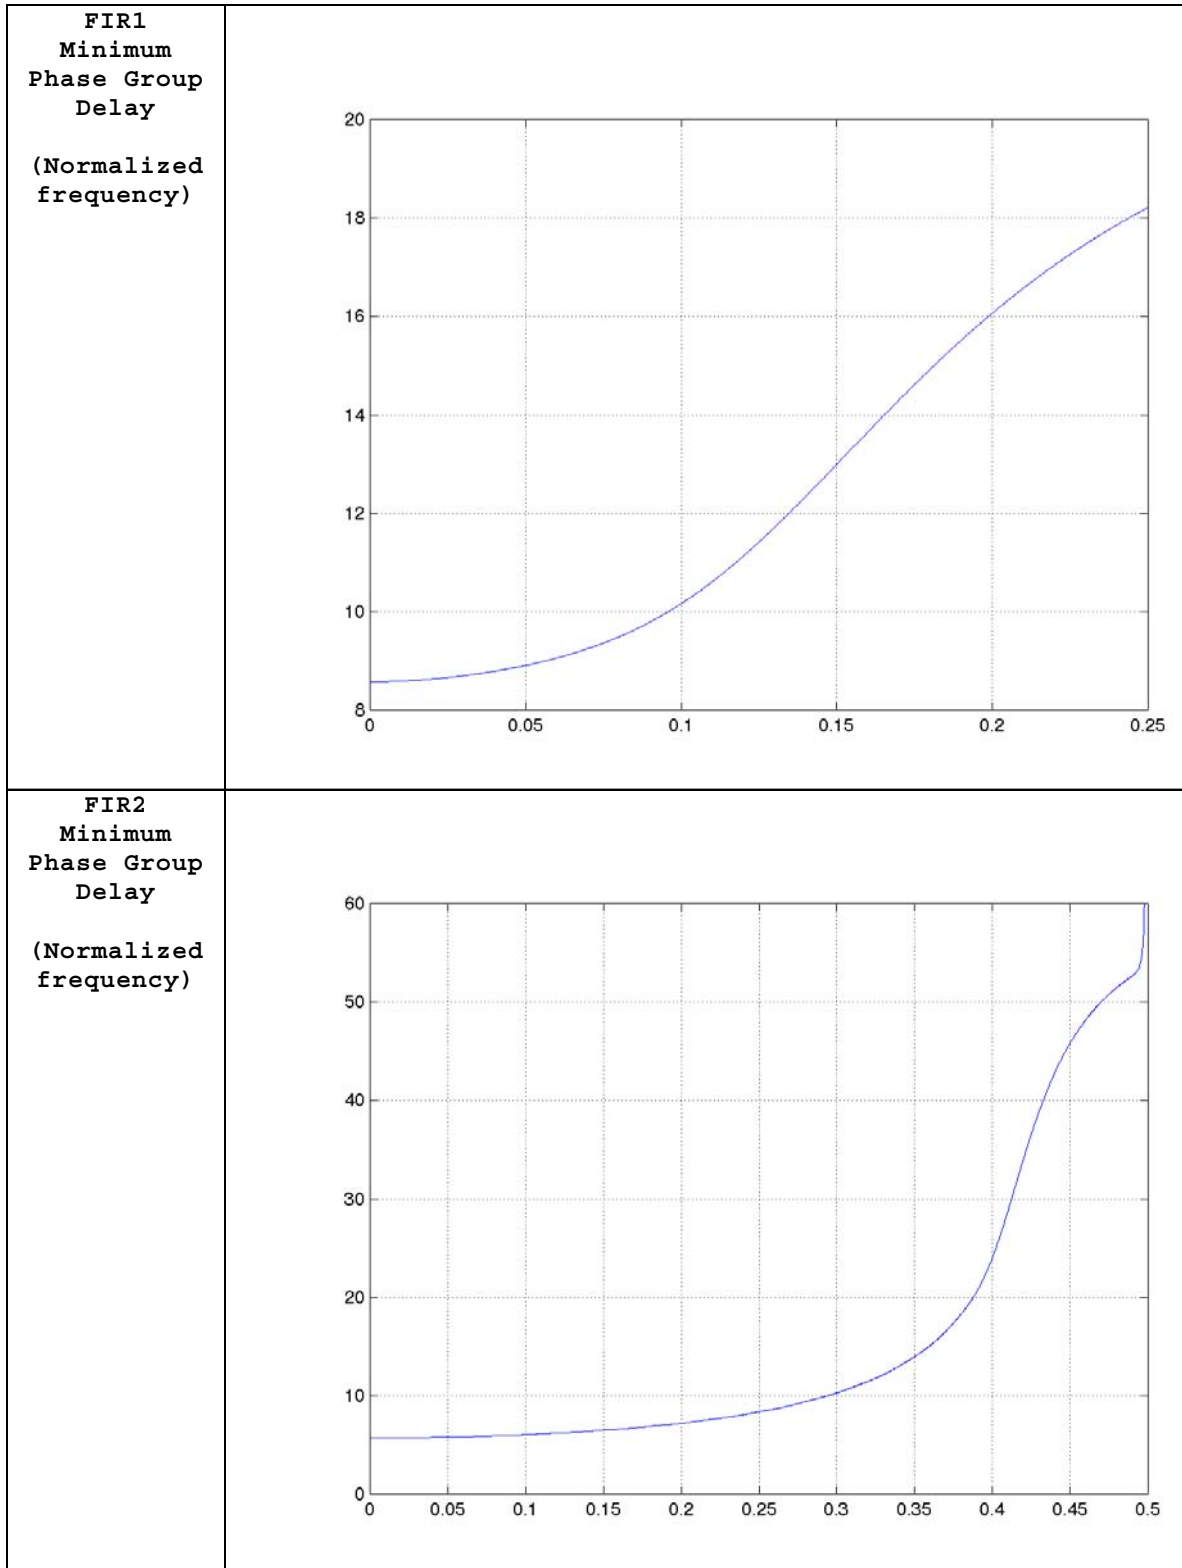 FIR1
Minimum
Phase Group
Delay
(Normalized
frequency)
20
18
16
14
12
10
8
0 0.05 0.1 0.15 0.2 0.25
FIR2
Minimum
Phase Group
Delay
(Normalized
frequency)
60
50
40
30
20
10
0
0 0.05 0.1 0.15 0.2 0.25 0.3 0.35 0.4 0.45 0.5